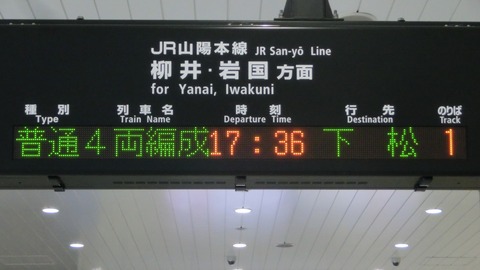 JR山陽本線 JR San-yō Line
柳井・岩国 方面
for Yanai, Iwakuni
種別 列車名 時刻 行先 のりば
Type Train Name Departure Time Destination Track
普通4両編成 17:36 下松 1